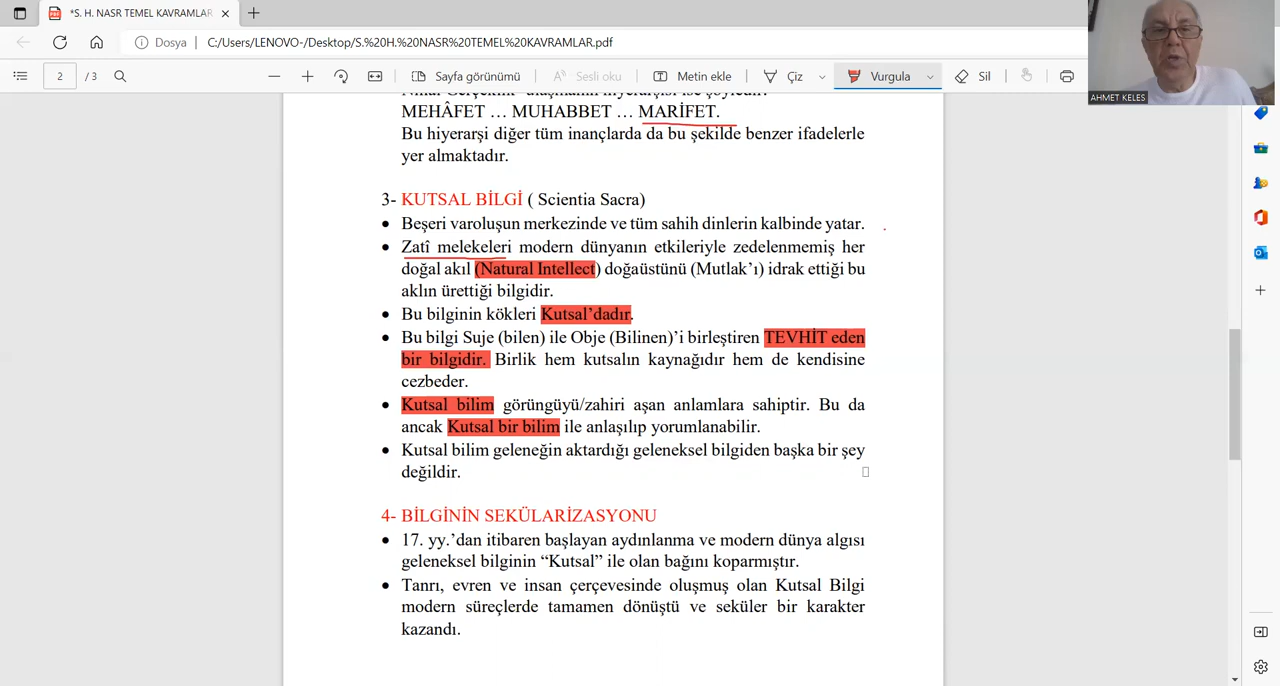 *S. H. NASR TEMEL KAVRAMLAR
Dosya
C:/Users/LENOVO-/Desktop/S.%20H.%20NASR%20TEMEL%20KAVRAMLAR.pdf
2 / 3
Sayfa görünümü
Sesli oku
Metin ekle
Çiz
Vurgula
Sil
AHMET KELES
MEHÂFET … MUHABBET … MARİFET.
Bu hiyerarşi diğer tüm inançlarda da bu şekilde benzer ifadelerle
yer almaktadır.
3- KUTSAL BİLGİ ( Scientia Sacra)
• Beşeri varoluşun merkezinde ve tüm sahih dinlerin kalbinde yatar.
• Zatî melekeleri modern dünyanın etkileriyle zedelenmemiş her
doğal akıl (Natural Intellect) doğaüstünü (Mutlak’ı) idrak ettiği bu
aklın ürettiği bilgidir.
• Bu bilginin kökleri Kutsal’dadır.
• Bu bilgi Suje (bilen) ile Obje (Bilinen)’i birleştiren TEVHİT eden
bir bilgidir. Birlik hem kutsalın kaynağıdır hem de kendisine
cezbeder.
• Kutsal bilim görüngüyü/zahiri aşan anlamlara sahiptir. Bu da
ancak Kutsal bir bilim ile anlaşılıp yorumlanabilir.
• Kutsal bilim geleneğin aktardığı geleneksel bilgiden başka bir şey
değildir.
4- BİLGİNİN SEKÜLARİZASYONU
• 17. yy.’dan itibaren başlayan aydınlanma ve modern dünya algısı
geleneksel bilginin “Kutsal” ile olan bağını koparmıştır.
• Tanrı, evren ve insan çerçevesinde oluşmuş olan Kutsal Bilgi
modern süreçlerde tamamen dönüştü ve seküler bir karakter
kazandı.